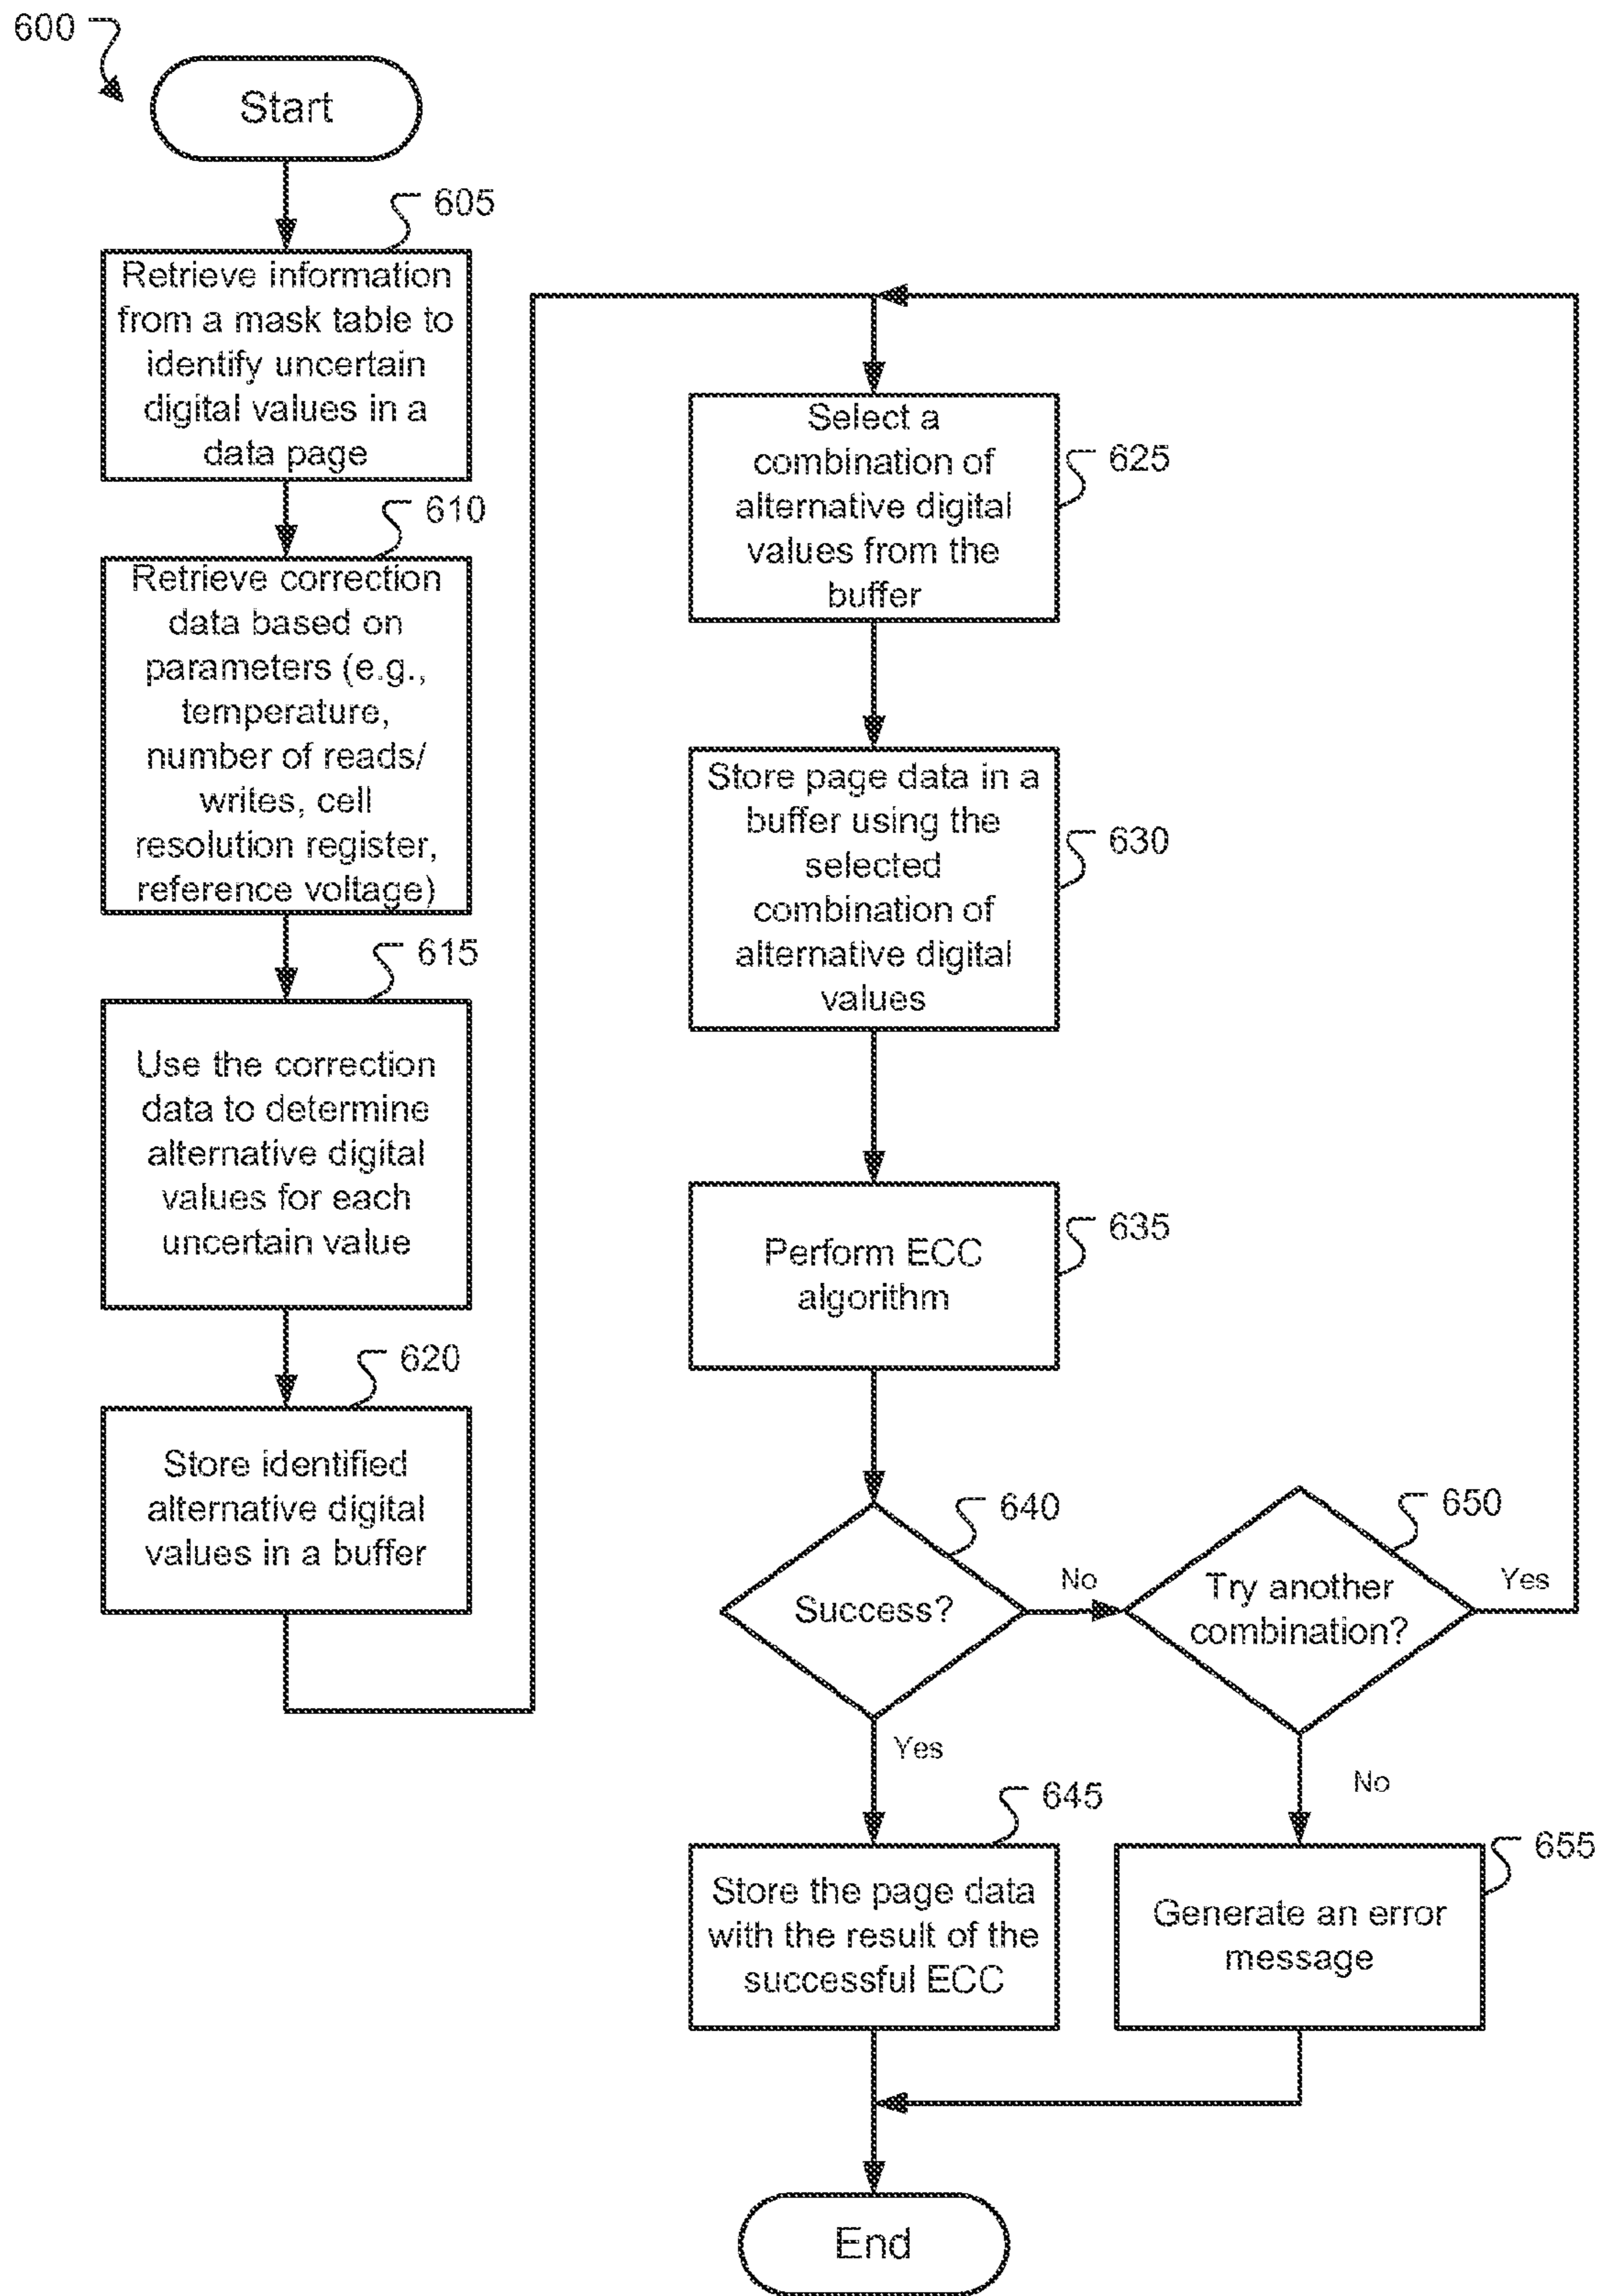 600
Start
605
Retrieve information
from a mask table to
identify uncertain
digital values in a
data page
610
Retrieve correction
data based on
parameters (e.g.,
temperature,
number of reads/
writes, cell
resolution register,
reference voltage)
615
Use the correction
data to determine
alternative digital
values for each
uncertain value
620
Store identified
alternative digital
values in a buffer
Select a
combination of
alternative digital
values from the
buffer
625
Store page data in a
buffer using the
selected
combination of
alternative digital
values
630
Perform ECC
algorithm
635
640
Success?
No
Yes
650
Try another
combination?
Yes
No
645
Store the page data
with the result of the
successful ECC
655
Generate an error
message
End